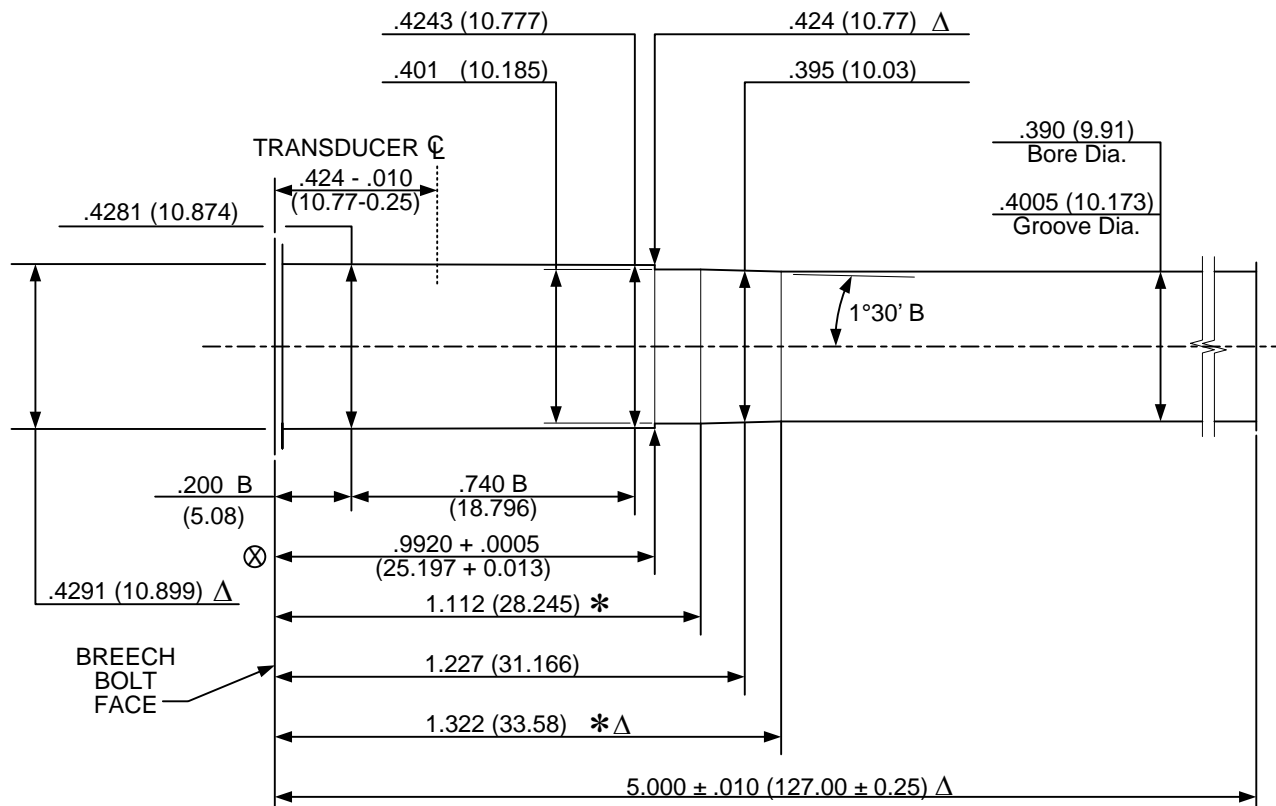 .4243 (10.777)
.424 (10.77) Δ
.401 (10.185)
.395 (10.03)
.390 (9.91)
Bore Dia.
TRANSDUCER ℄
.424 - .010
(10.77-0.25)
.4281 (10.874)
.4005 (10.173)
Groove Dia.
1°30’ B
.200 B
(5.08)
.740 B
(18.796)
⊗
.9920 + .0005
(25.197 + 0.013)
.4291 (10.899) Δ
1.112 (28.245) *
BREECH
BOLT
FACE
1.227 (31.166)
1.322 (33.58) * Δ
5.000 ± .010 (127.00 ± 0.25) Δ